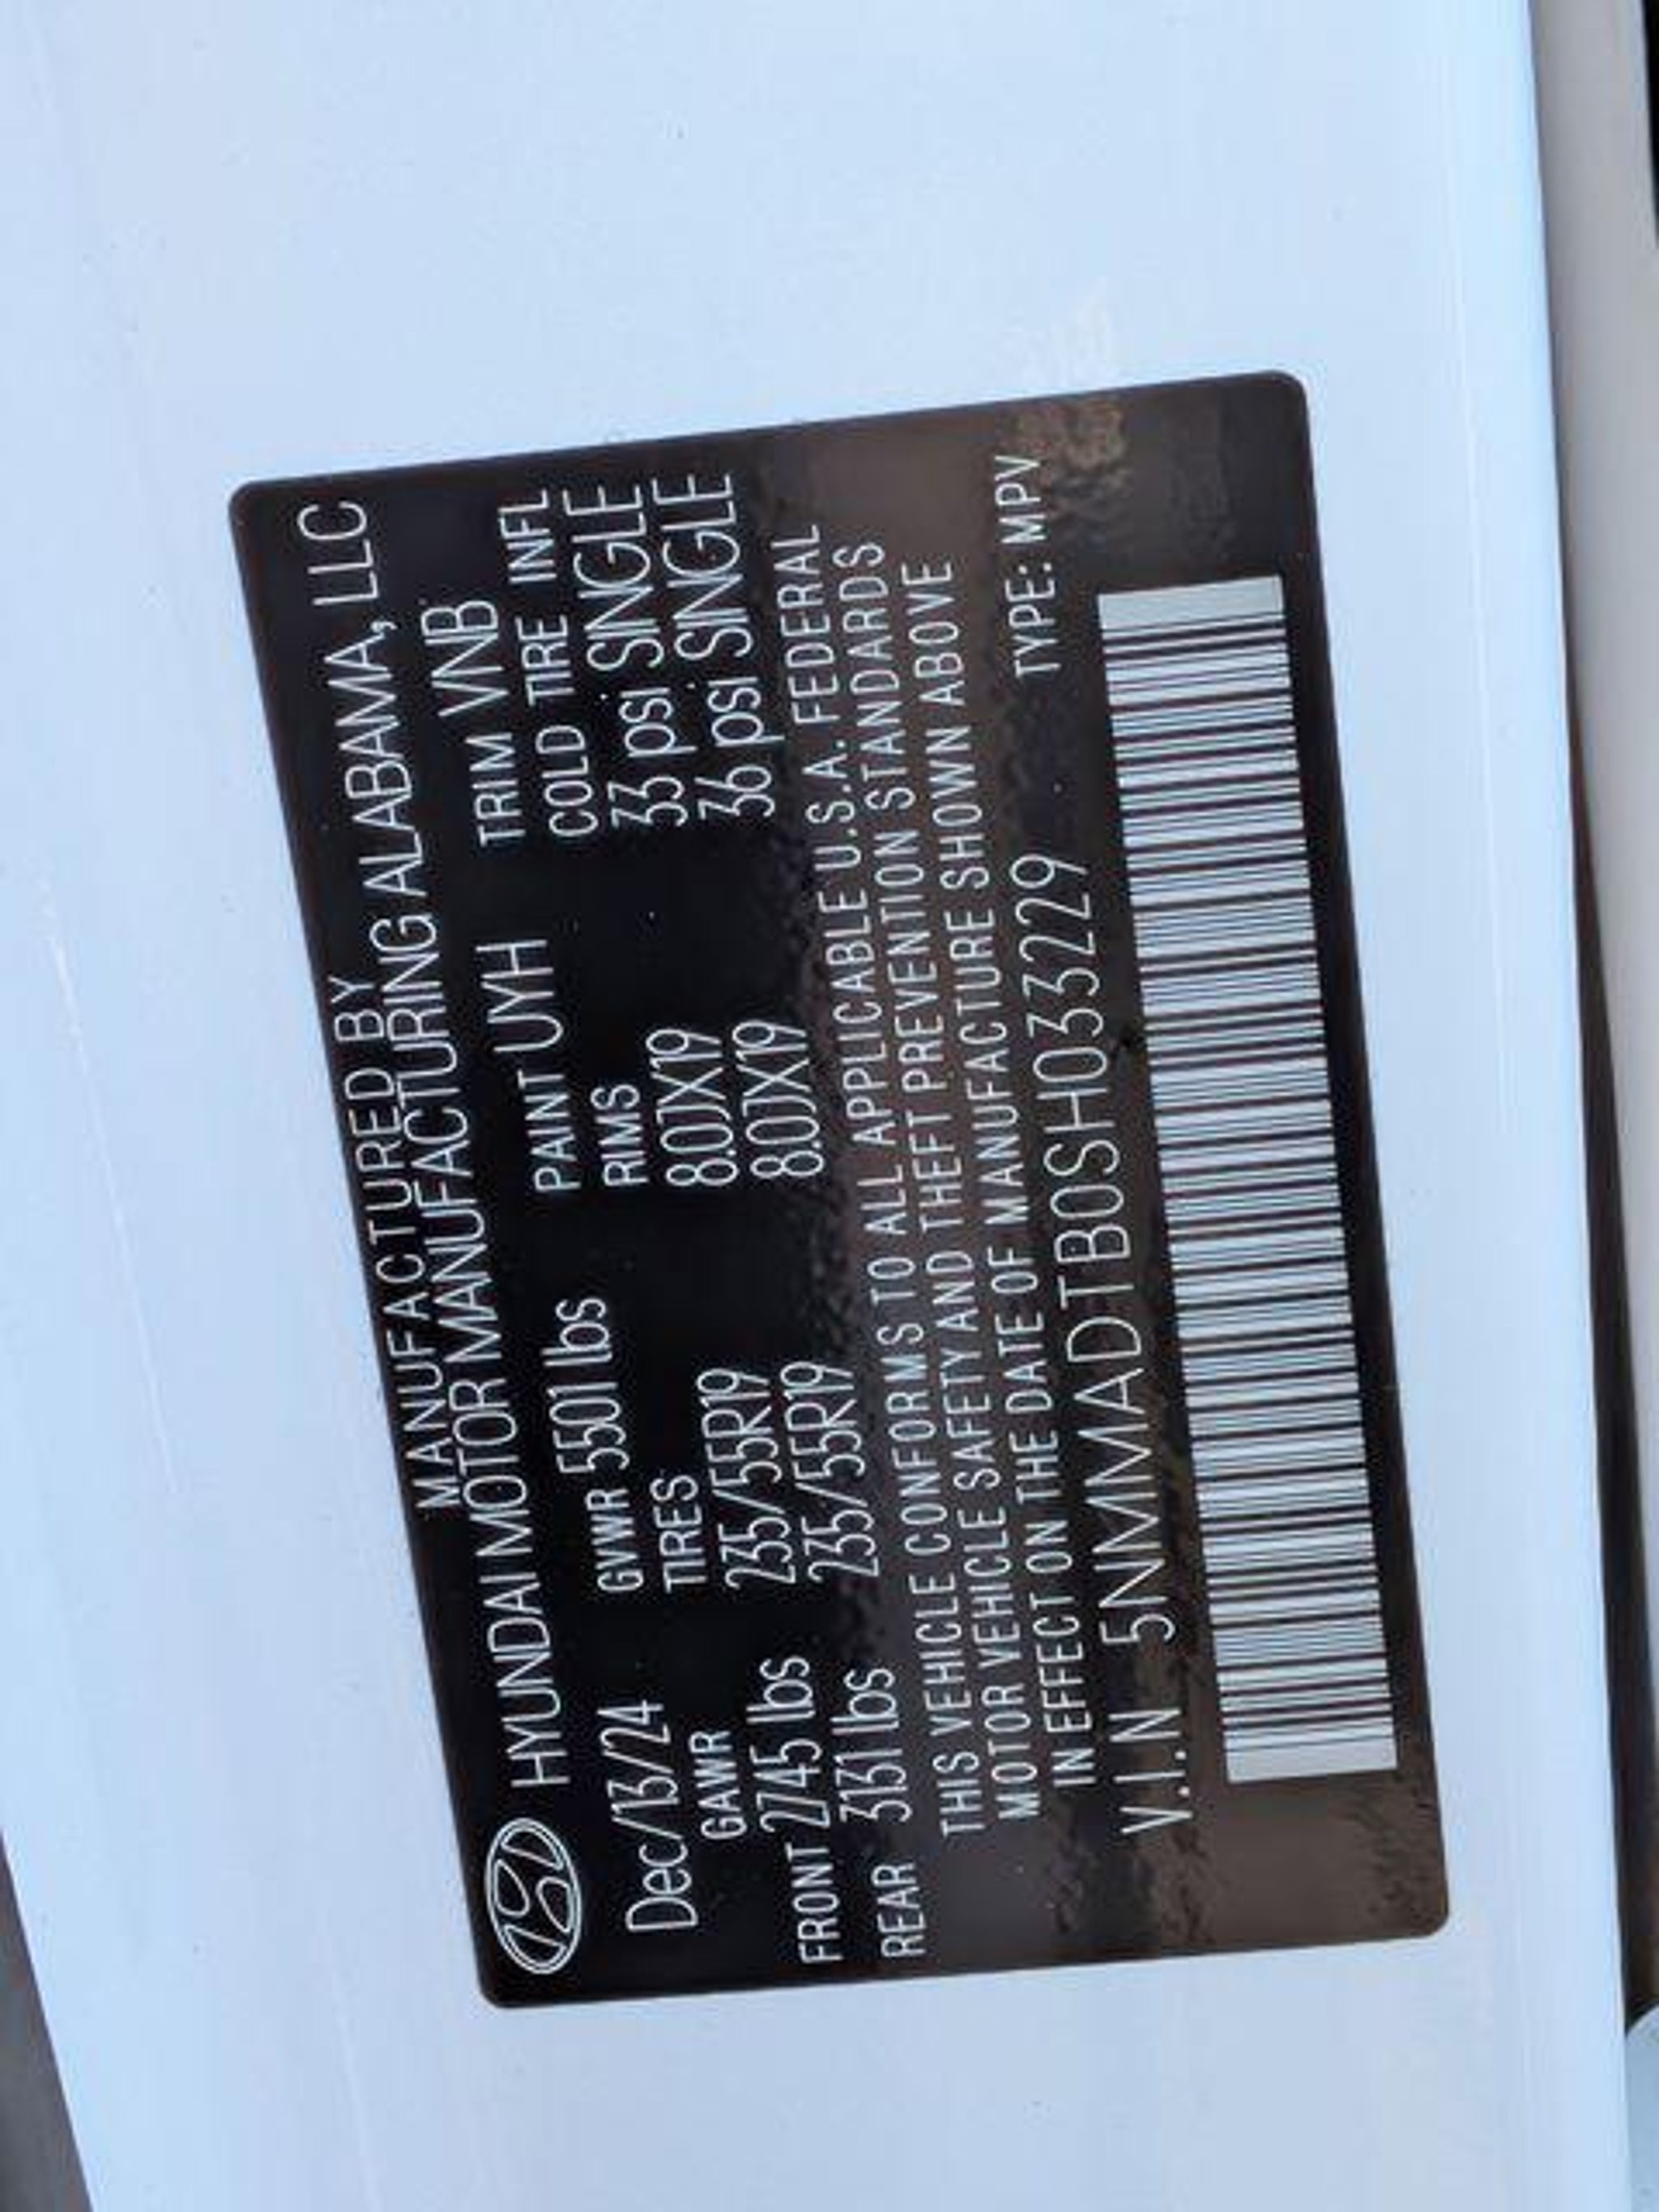 MANUFACTURED BY
HYUNDAI MOTOR MANUFACTURING ALABAMA, LLC
Dec/13/24 GVWR 5501 lbs PAINT UYH TRIM VNB
GAWR TIRES RIMS COLD TIRE INFL
FRONT 2745 lbs 235/55R19 8.0JX19 33 psi SINGLE
REAR 3131 lbs 235/55R19 8.0JX19 36 psi SINGLE
THIS VEHICLE CONFORMS TO ALL APPLICABLE U.S.A. FEDERAL
MOTOR VEHICLE SAFETY AND THEFT PREVENTION STANDARDS
IN EFFECT ON THE DATE OF MANUFACTURE SHOWN ABOVE
V.I.N 5NMMADTB0SH033229 TYPE: MPV